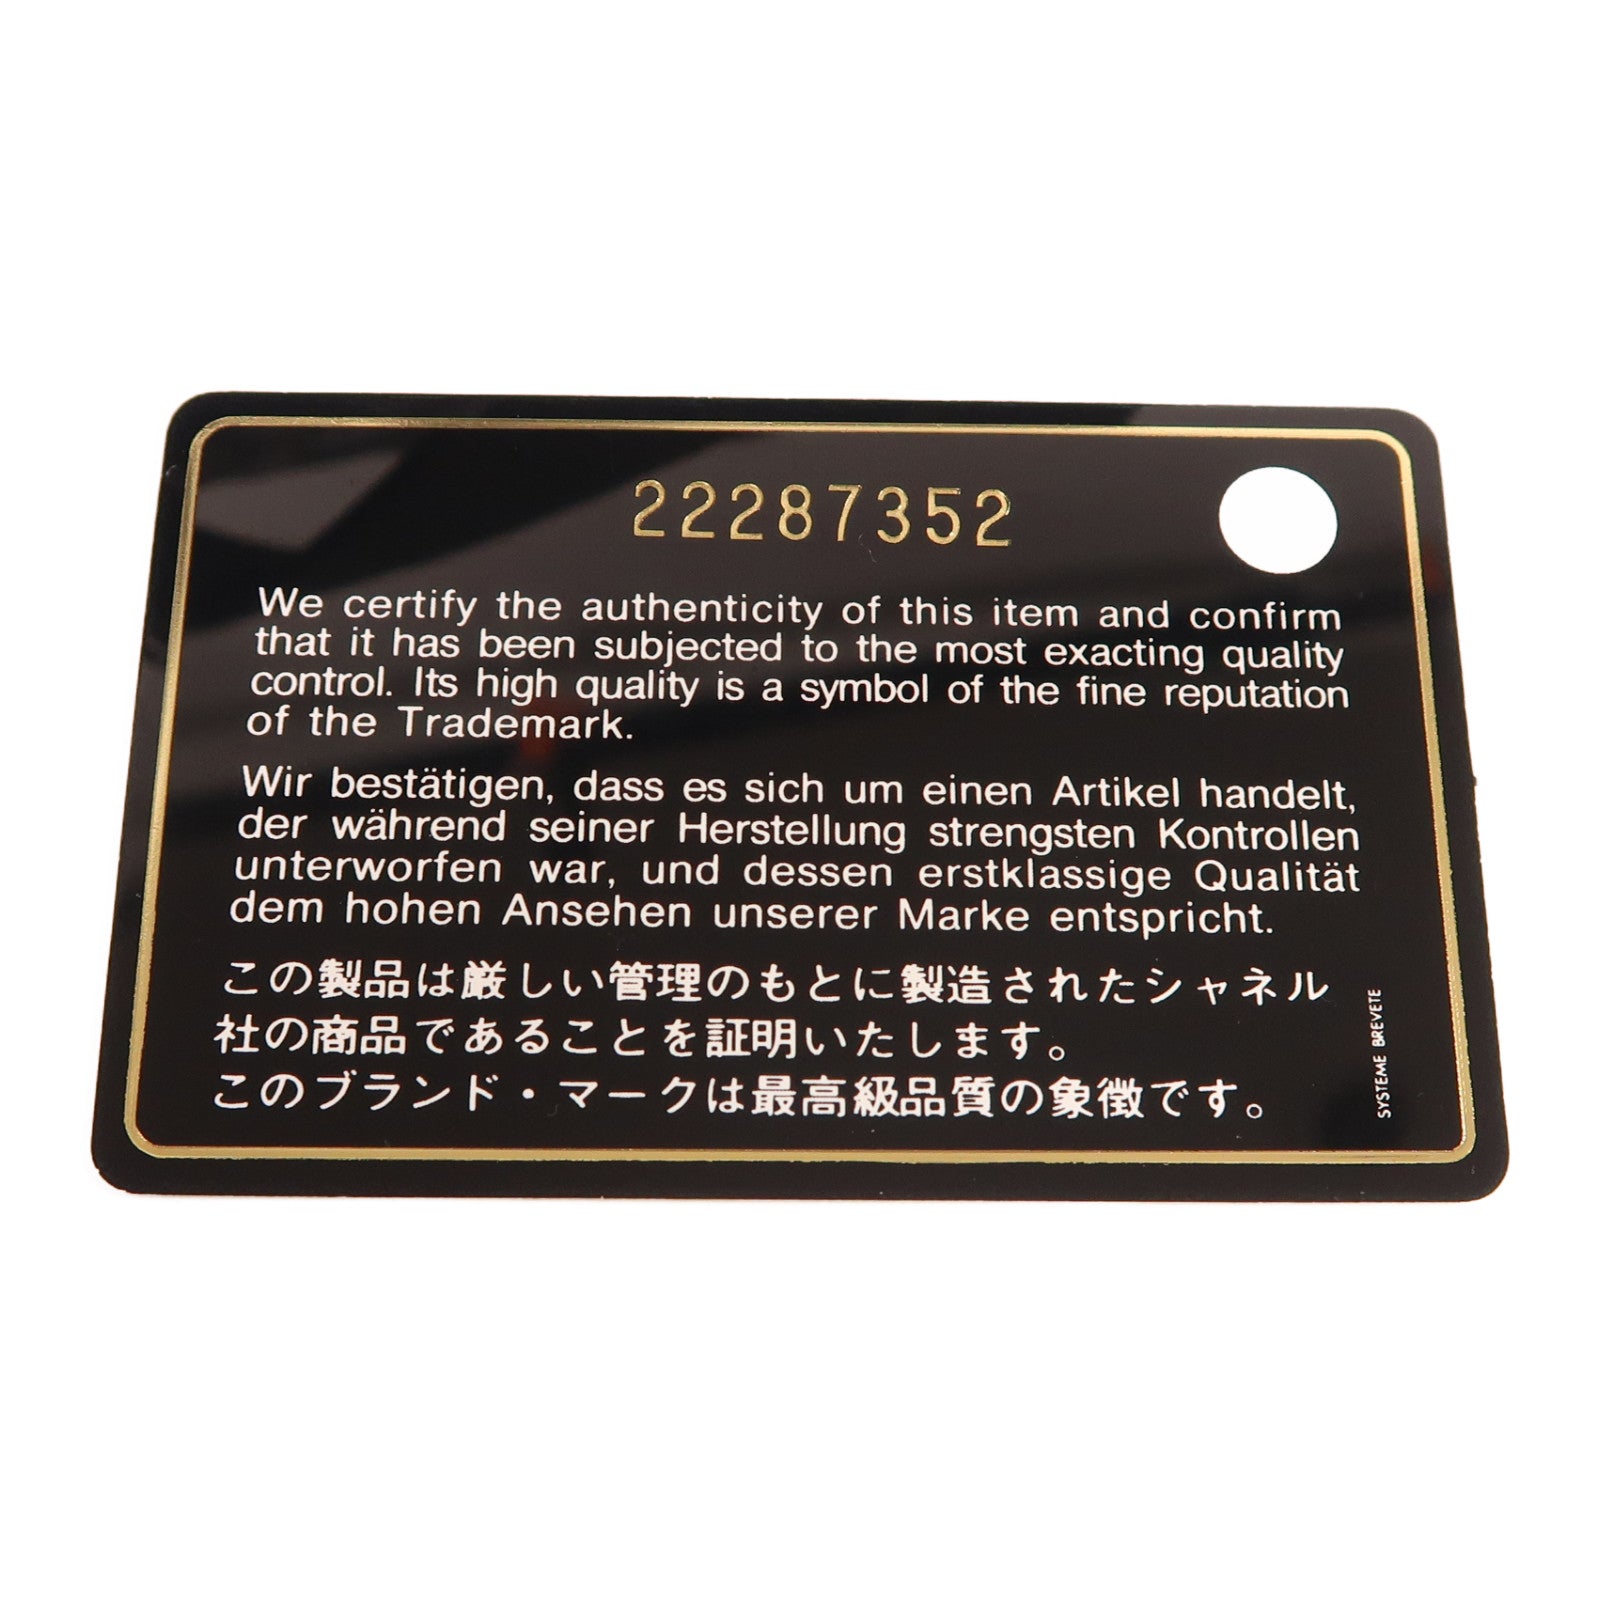 22287352
We certify the authenticity of this item and confirm
that it has been subjected to the most exacting quality
control. Its high quality is a symbol of the fine reputation
of the Trademark.
Wir bestätigen, dass es sich um einen Artikel handelt,
der während seiner Herstellung strengsten Kontrollen
unterworfen war, und dessen erstklassige Qualität
dem hohen Ansehen unserer Marke entspricht.
この製品は厳しい管理のもとに製造されたシャネル
社の商品であることを証明いたします。
このブランド・マークは最高級品質の象徴です。
SYSTEME BREVETE